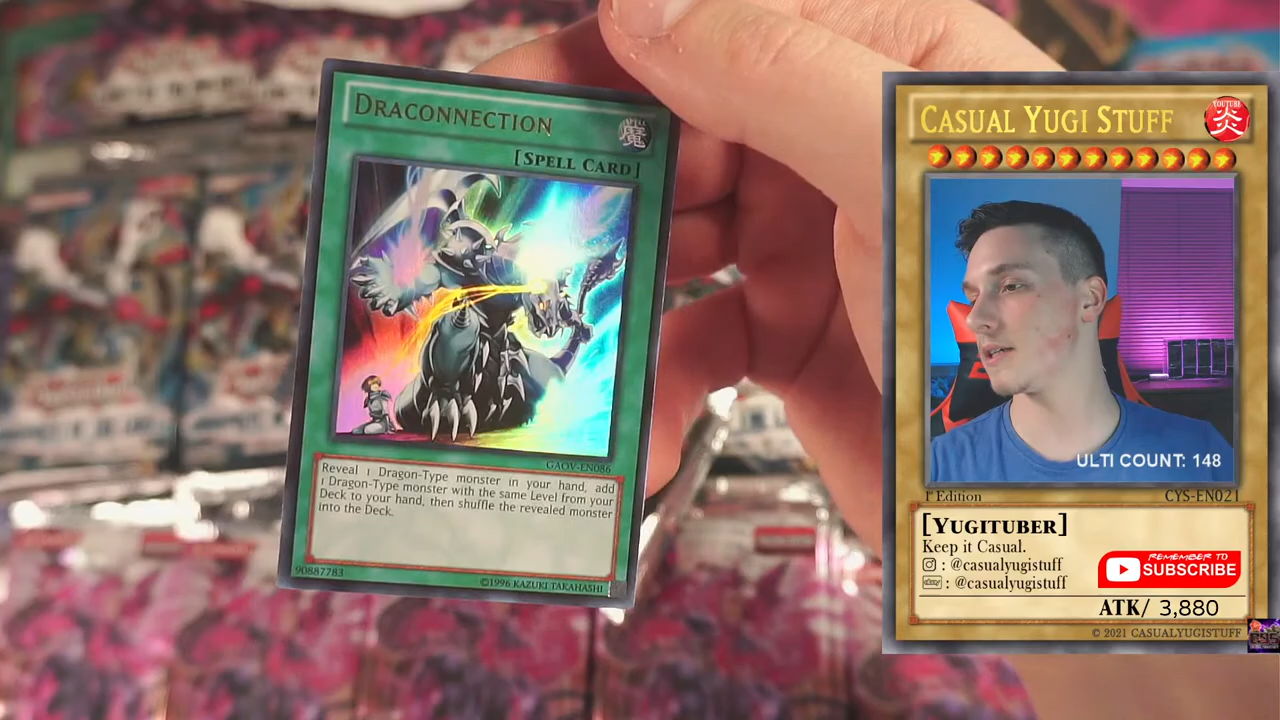 DRACONNECTION
魔
[SPELL CARD]
GAOV-EN086
Reveal 1 Dragon-Type monster in your hand, add
1 Dragon-Type monster with the same Level from your
Deck to your hand, then shuffle the revealed monster
into the Deck.
90887783
©1996 KAZUKI TAKAHASHI
CASUAL YUGI STUFF
YOUTUBE
炎
ULTI COUNT: 148
1st Edition
CYS-EN021
[YUGITUBER]
Keep it Casual.
: @casualyugistuff
ebay : @casualyugistuff
REMEMBER TO
SUBSCRIBE
ATK/ 3,880
© 2021 CASUALYUGISTUFF